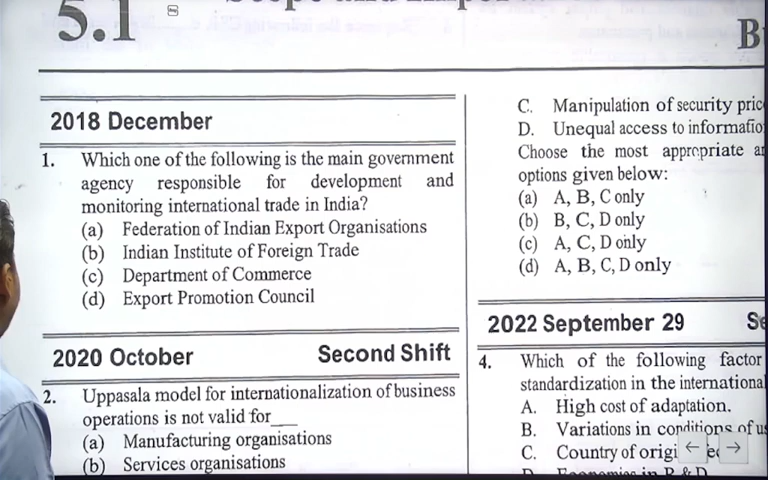 5.1
2018 December
1. Which one of the following is the main government
agency responsible for development and
monitoring international trade in India?
(a) Federation of Indian Export Organisations
(b) Indian Institute of Foreign Trade
(c) Department of Commerce
(d) Export Promotion Council
2020 October Second Shift
2. Uppasala model for internationalization of business
operations is not valid for___
(a) Manufacturing organisations
(b) Services organisations
C. Manipulation of security
D. Unequal access to
Choose the most appropriate
options given below:
(a) A, B, C only
(b) B, C, D only
(c) A, C, D only
(d) A, B, C, D only
2022 September 29
4. Which of the following factor
standardization in the
A. High cost of adaptation.
B. Variations in conditions of
C. Country of
D. Economies in R & D